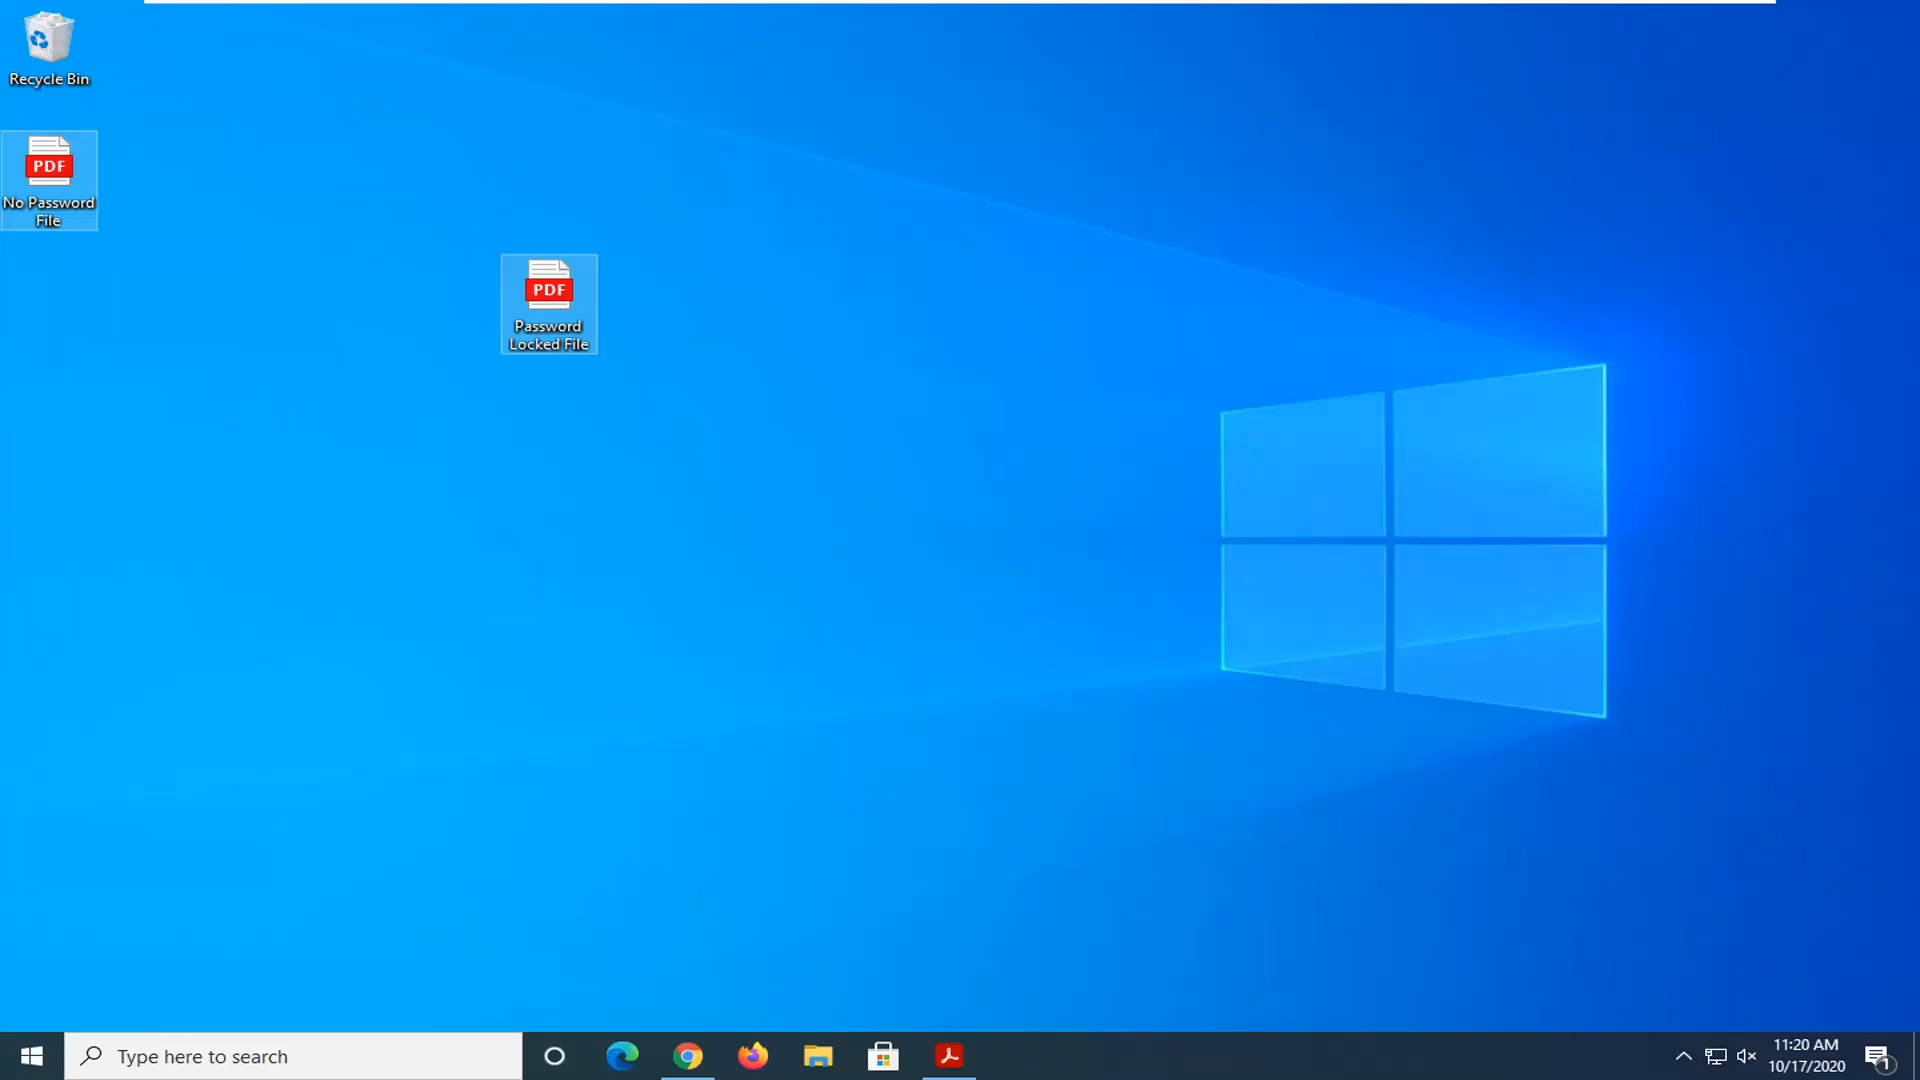 Recycle Bin
PDF
No Password
File
PDF
Password
Locked File
Type here to search
11:20 AM
10/17/2020
1